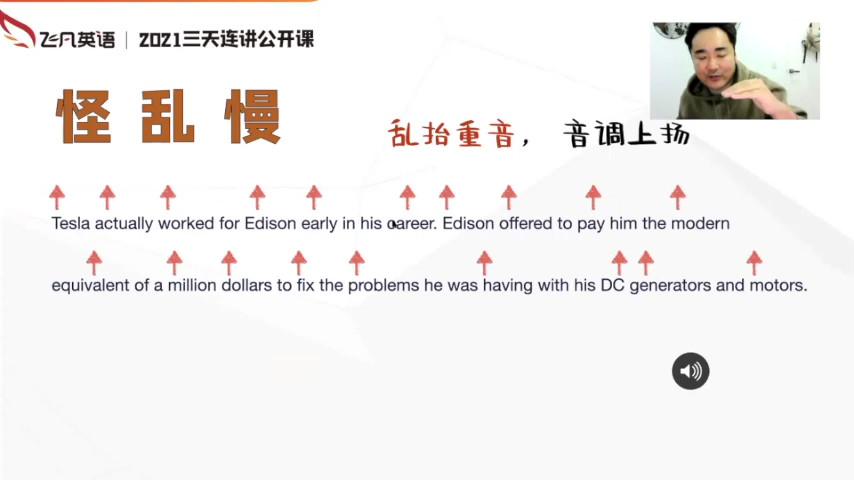 飞凡英语 | 2021三天连讲公开课
怪 乱 慢
乱抬重音， 音调上扬
Tesla actually worked for Edison early in his career. Edison offered to pay him the modern
equivalent of a million dollars to fix the problems he was having with his DC generators and motors.